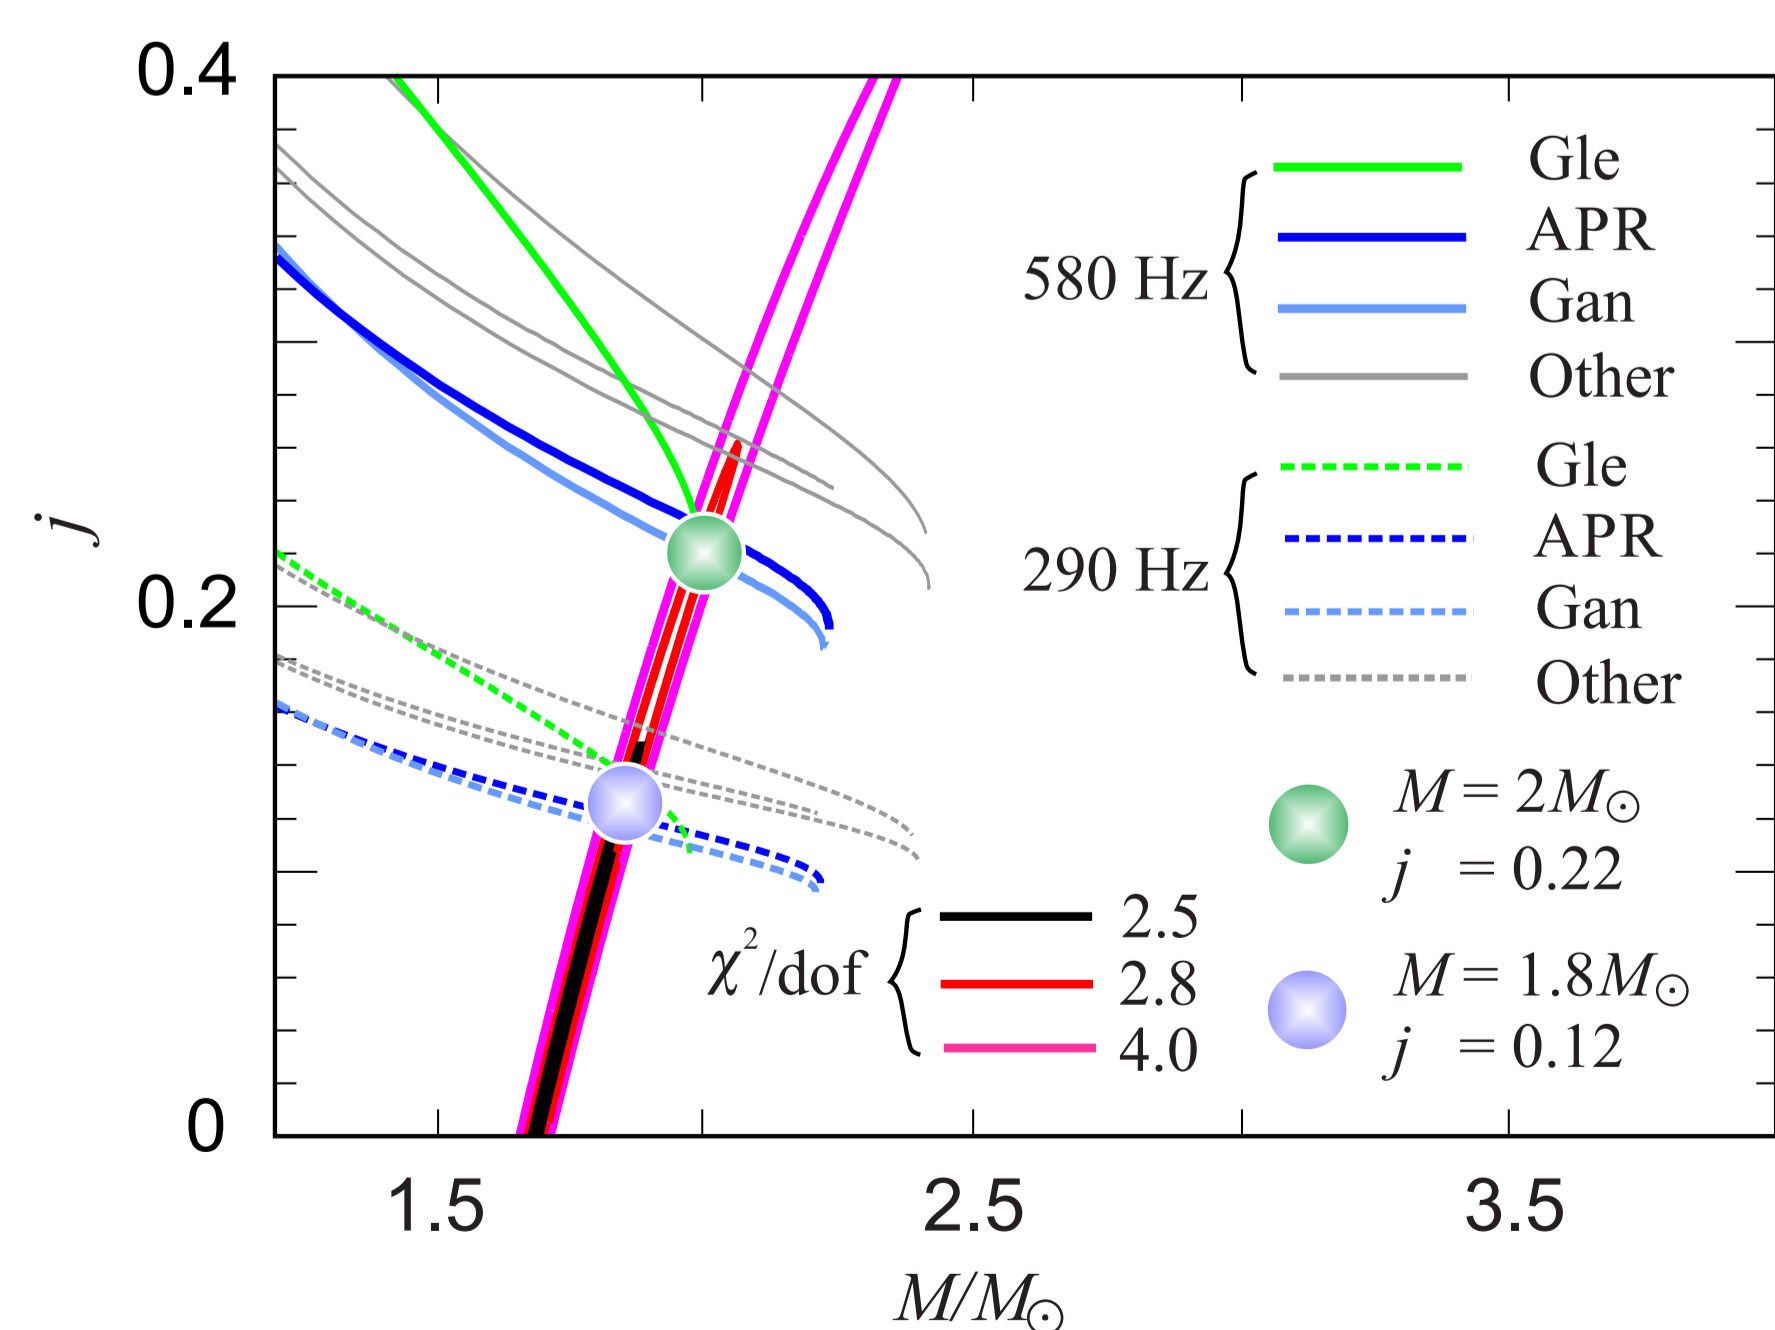 0.4
0.2
0
j
1.5
2.5
3.5
M/M☉
580 Hz
Gle
APR
Gan
Other
290 Hz
Gle
APR
Gan
Other
χ²/dof
2.5
2.8
4.0
M = 2M☉
j = 0.22
M = 1.8M☉
j = 0.12